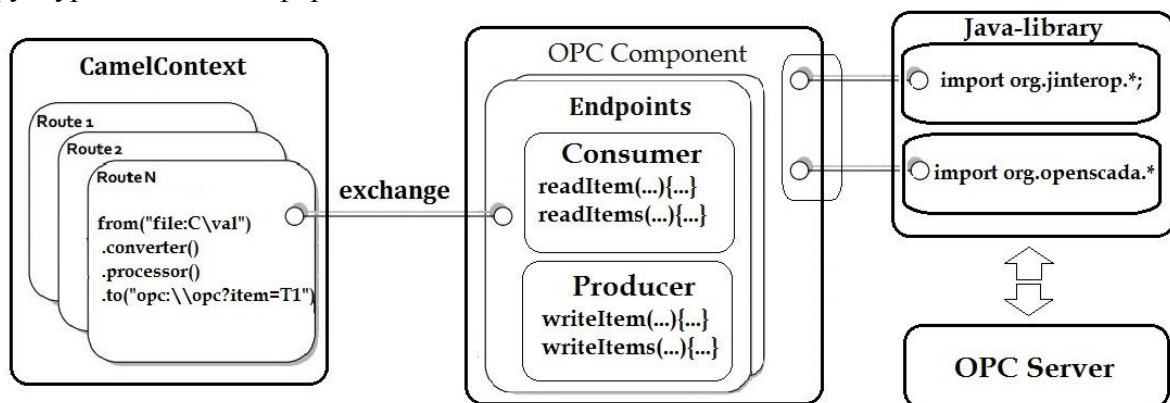 CamelContext
Route 1
Route 2
Route N
from("file:C\val")
.converter()
.processor()
.to("opc:\\opc?item=T1")
exchange
OPC Component
Endpoints
Consumer
readItem(...){...}
readItems(...){...}
Producer
writeItem(...){...}
writeItems(...){...}
Java-library
import org.jinterop.*;
import org.openscada.*
OPC Server